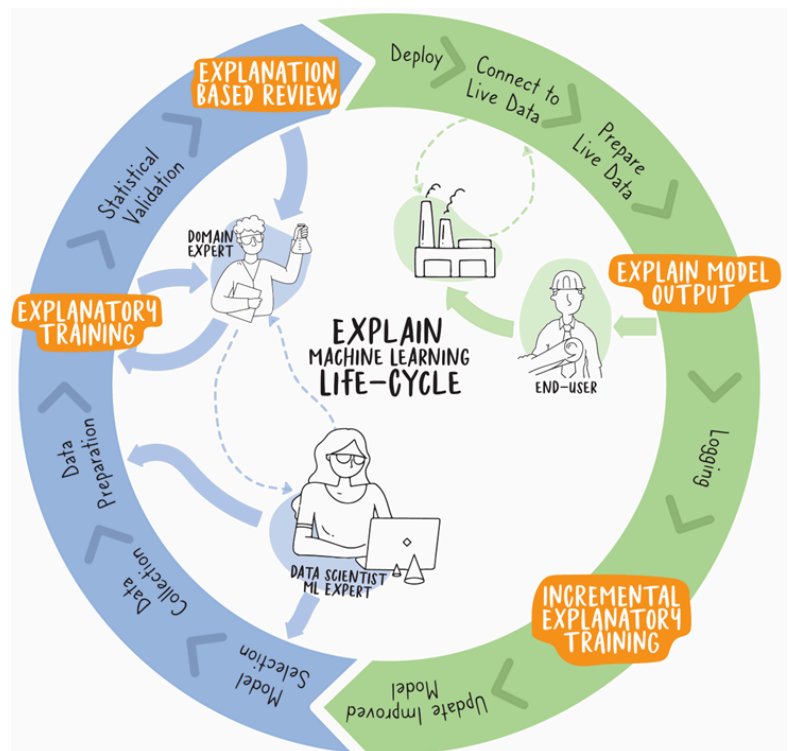 EXPLAIN
MACHINE LEARNING
LIFE-CYCLE
Deploy
Connect to
Live Data
Prepare
Live Data
EXPLAIN MODEL
OUTPUT
Logging
INCREMENTAL
EXPLANATORY
TRAINING
Update Improved
Model
Model
Selection
Data
Collection
Data
Preparation
EXPLANATORY
TRAINING
Statistical
Validation
EXPLANATION
BASED REVIEW
DOMAIN
EXPERT
END-USER
DATA SCIENTIST
ML EXPERT